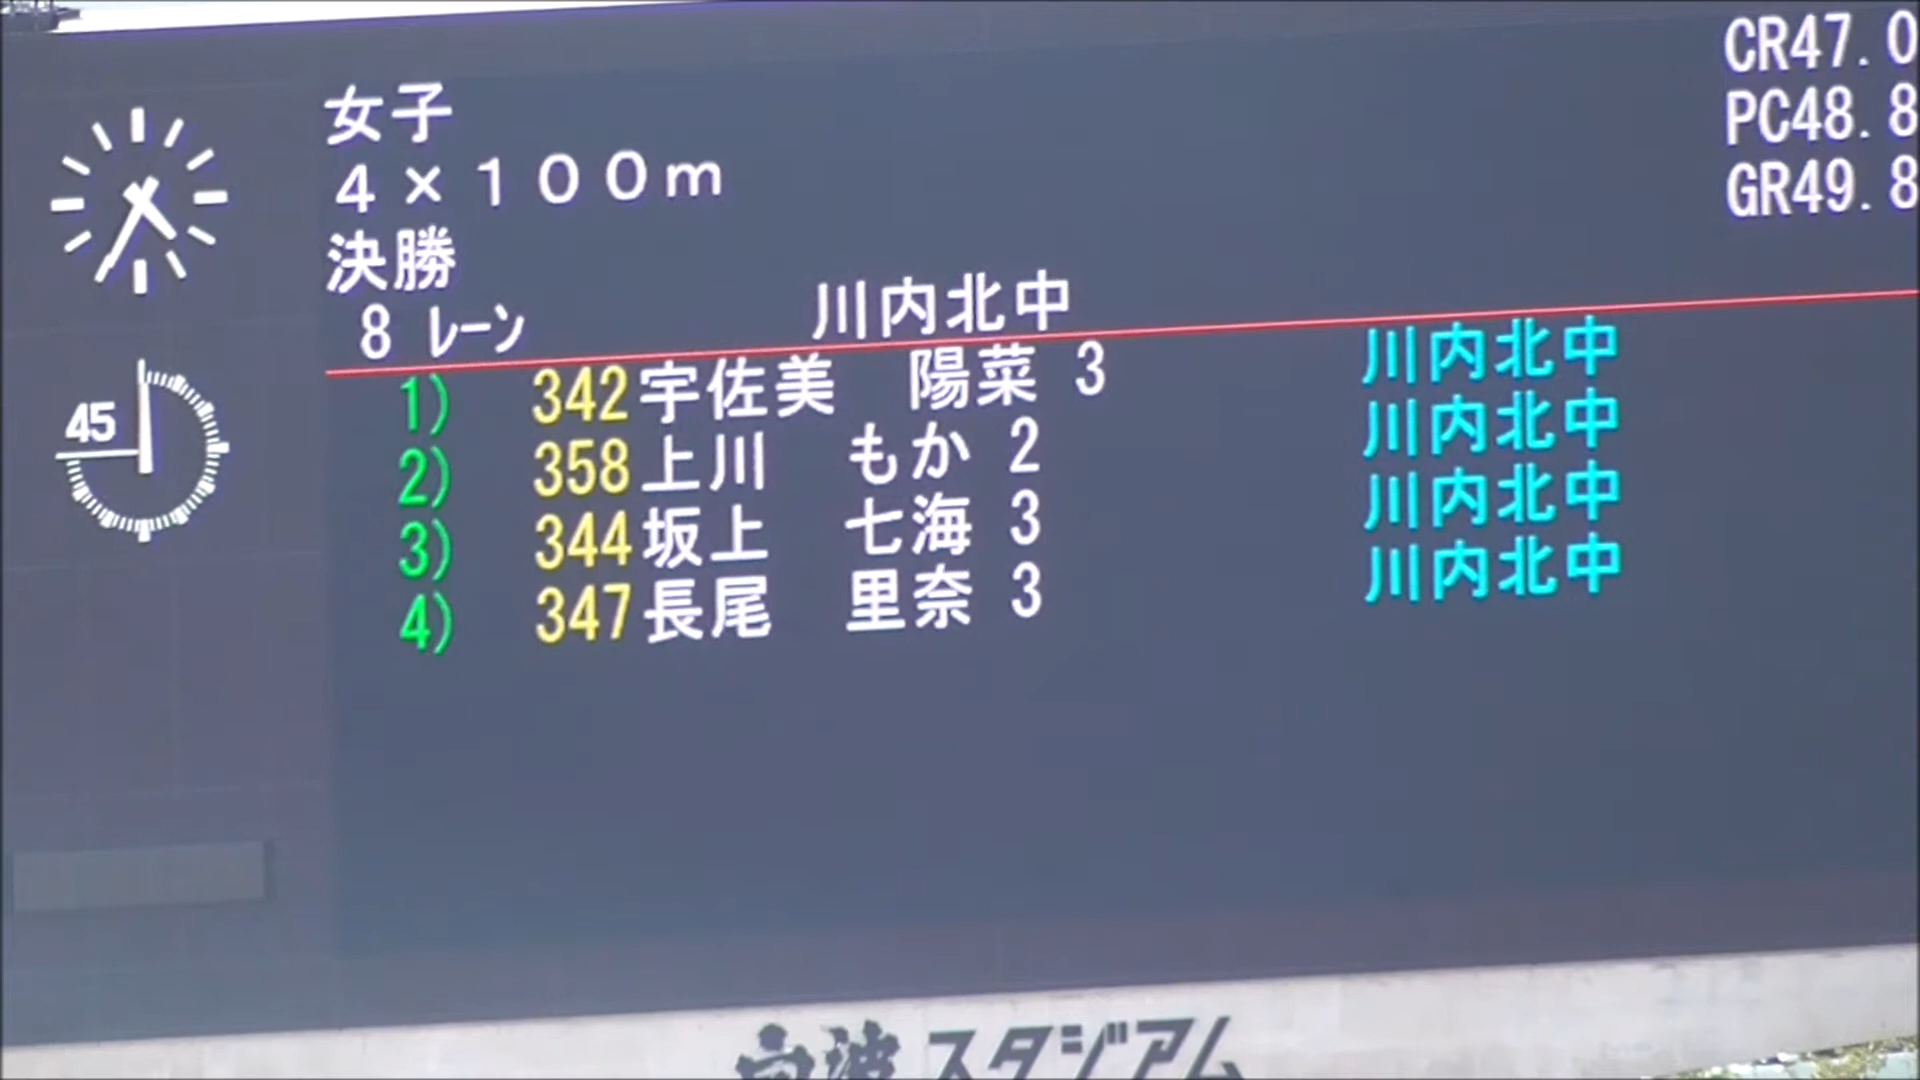 CR47.0
PC48.8
GR49.8
女子
4×100m
決勝
8 ﾚｰﾝ 川内北中
1) 342 宇佐美 陽菜 3 川内北中
2) 358 上川 もか 2 川内北中
3) 344 坂上 七海 3 川内北中
4) 347 長尾 里奈 3 川内北中
45
スタジアム